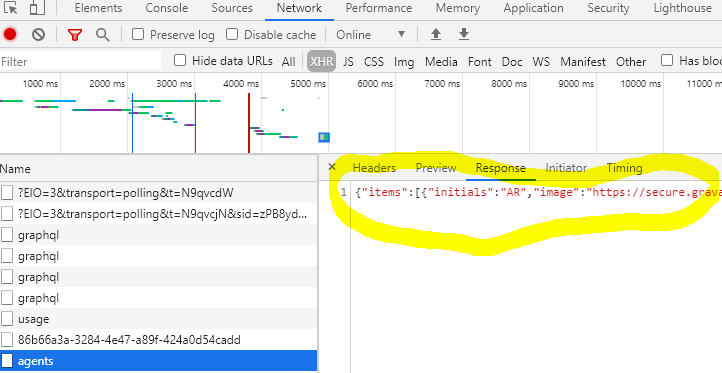 Elements Console Sources Network Performance Memory Application Security Lighthouse
Preserve log Disable cache Online
Filter Hide data URLs All XHR JS CSS Img Media Font Doc WS Manifest Other Has bloc
1000 ms 2000 ms 3000 ms 4000 ms 5000 ms 6000 ms 7000 ms 8000 ms 9000 ms 10000 ms
Name
Headers Preview Response Initiator Timing
?EIO=3&transport=polling&t=N9qvcdW
1 {"items":[{"initials":"AR","image":"https://secure.grava
?EIO=3&transport=polling&t=N9qvcjN&sid=zPB8yd...
graphql
graphql
graphql
graphql
usage
86b66a3a-3284-4e47-a89f-424a0d54cadd
agents